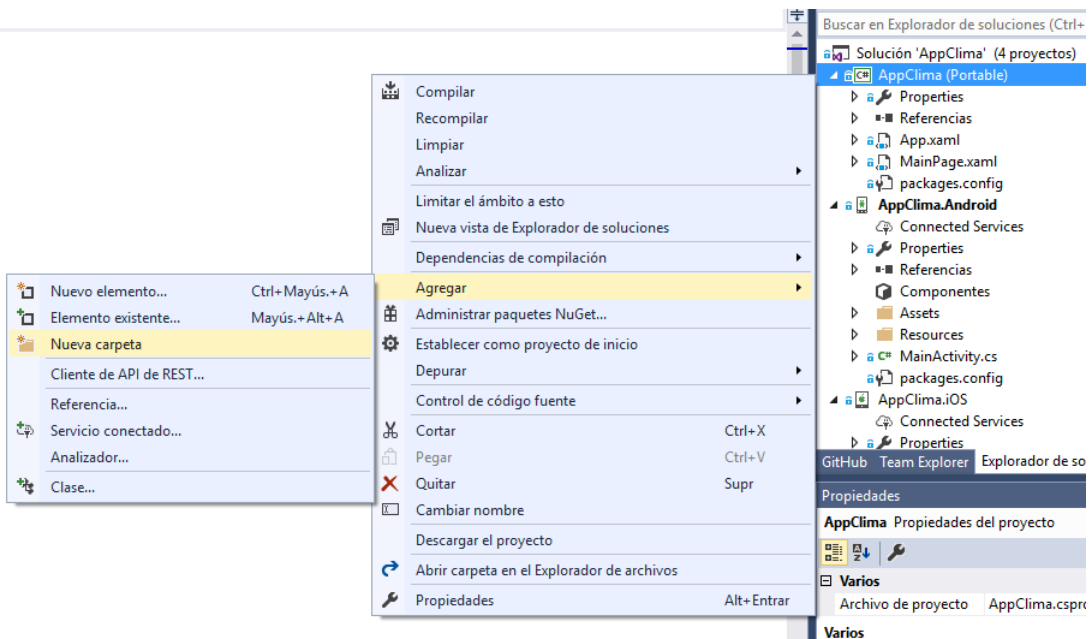 Buscar en Explorador de soluciones (Ctrl+
Solución 'AppClima' (4 proyectos)
AppClima (Portable)
Properties
Referencias
App.xaml
MainPage.xaml
packages.config
AppClima.Android
Connected Services
Properties
Referencias
Componentes
Assets
Resources
MainActivity.cs
packages.config
AppClima.iOS
Connected Services
Properties
GitHub Team Explorer Explorador de so
Propiedades
AppClima Propiedades del proyecto
Varios
Archivo de proyecto AppClima.cspro
Varios
Compilar
Recompilar
Limpiar
Analizar
Limitar el ámbito a esto
Nueva vista de Explorador de soluciones
Dependencias de compilación
Agregar
Administrar paquetes NuGet...
Establecer como proyecto de inicio
Depurar
Control de código fuente
Cortar Ctrl+X
Pegar Ctrl+V
Quitar Supr
Cambiar nombre
Descargar el proyecto
Abrir carpeta en el Explorador de archivos
Propiedades Alt+Entrar
Nuevo elemento... Ctrl+Mayús.+A
Elemento existente... Mayús.+Alt+A
Nueva carpeta
Cliente de API de REST...
Referencia...
Servicio conectado...
Analizador...
Clase...